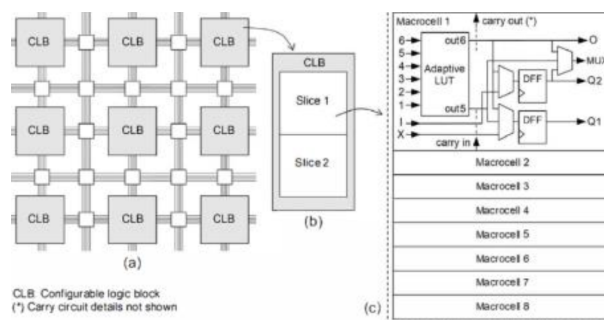 CLB
CLB
CLB
CLB
CLB
CLB
CLB
CLB
CLB
(a)
CLB: Configurable logic block
(*) Carry circuit details not shown
CLB
Slice 1
Slice 2
(b)
Macrocell 1
carry out (*)
6
5
4
3
2
1
I
X
Adaptive
LUT
out6
out5
carry in
DFF
DFF
O
MUX
Q2
Q1
Macrocell 2
Macrocell 3
Macrocell 4
Macrocell 5
Macrocell 6
Macrocell 7
Macrocell 8
(c)